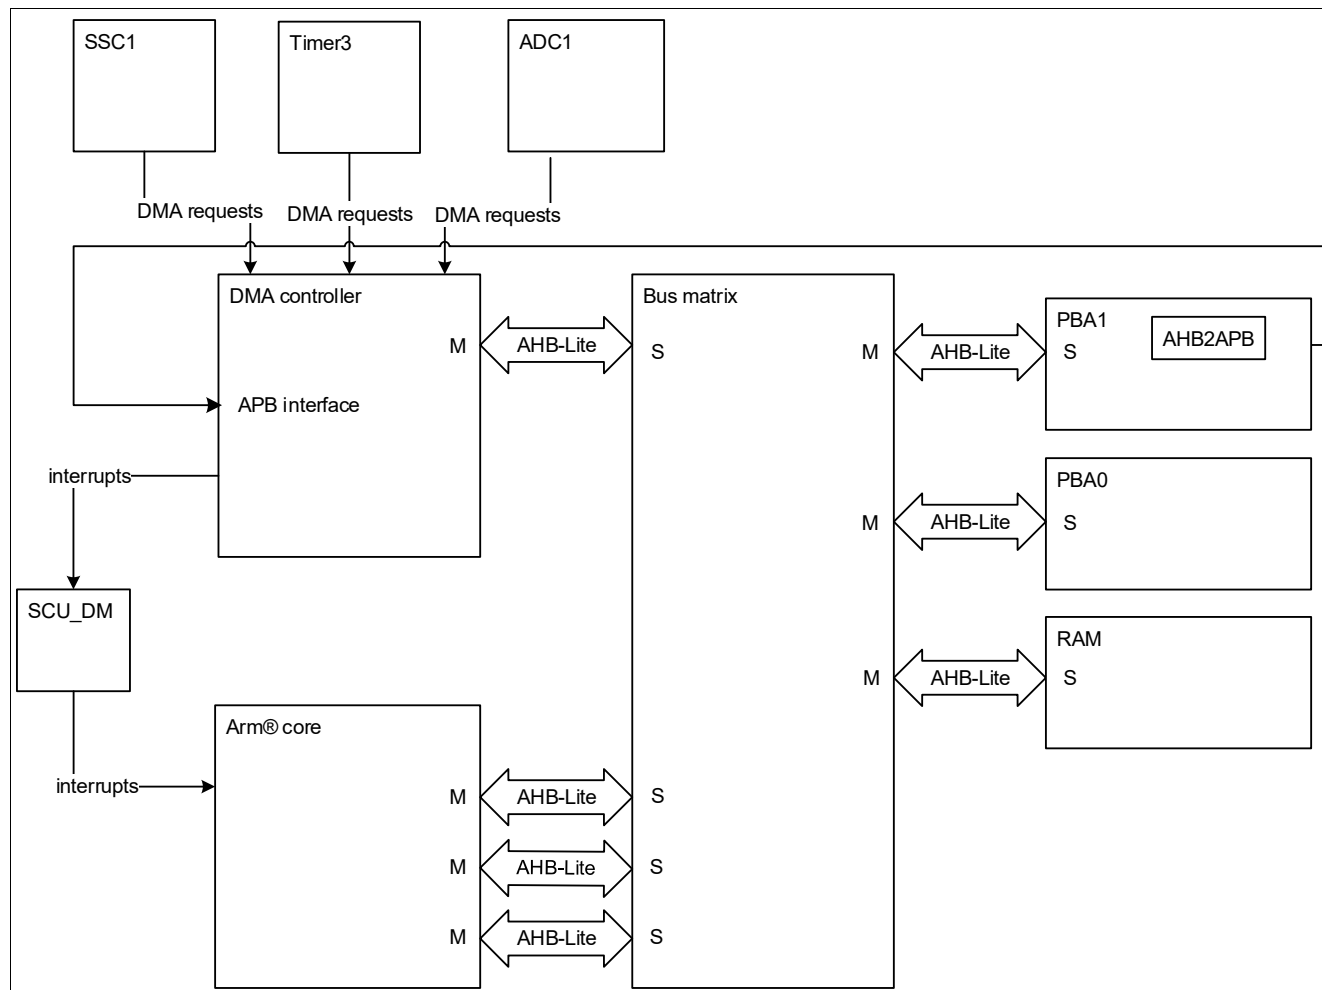 SSC1
Timer3
ADC1
DMA requests
DMA requests
DMA requests
DMA controller
M
AHB-Lite
APB interface
interrupts
SCU_DM
interrupts
Arm® core
M
AHB-Lite
M
AHB-Lite
M
AHB-Lite
Bus matrix
S
M
AHB-Lite
M
AHB-Lite
M
AHB-Lite
S
S
S
PBA1
AHB2APB
S
PBA0
S
RAM
S